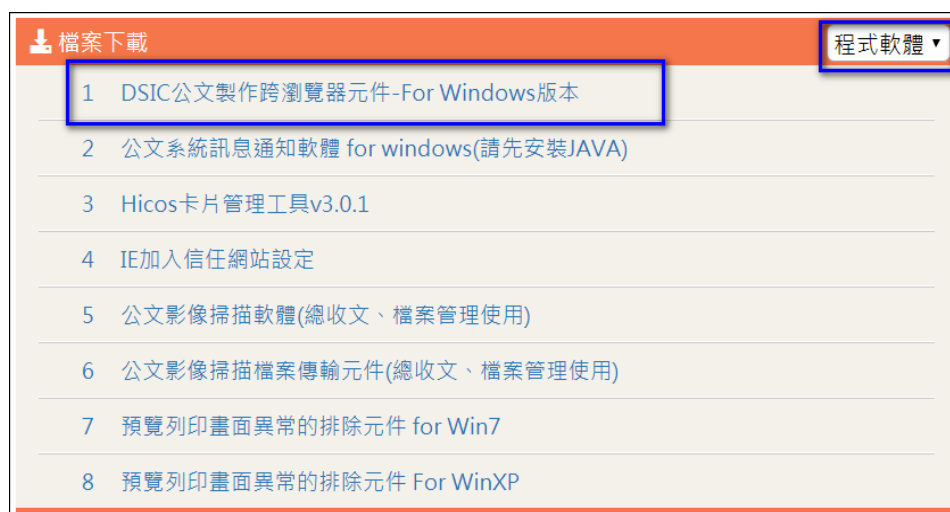 檔案下載 程式軟體
1 DSIC公文製作跨瀏覽器元件-For Windows版本
2 公文系統訊息通知軟體 for windows(請先安裝JAVA)
3 Hicos卡片管理工具v3.0.1
4 IE加入信任網站設定
5 公文影像掃描軟體(總收文、檔案管理使用)
6 公文影像掃描檔案傳輸元件(總收文、檔案管理使用)
7 預覽列印畫面異常的排除元件 for Win7
8 預覽列印畫面異常的排除元件 For WinXP